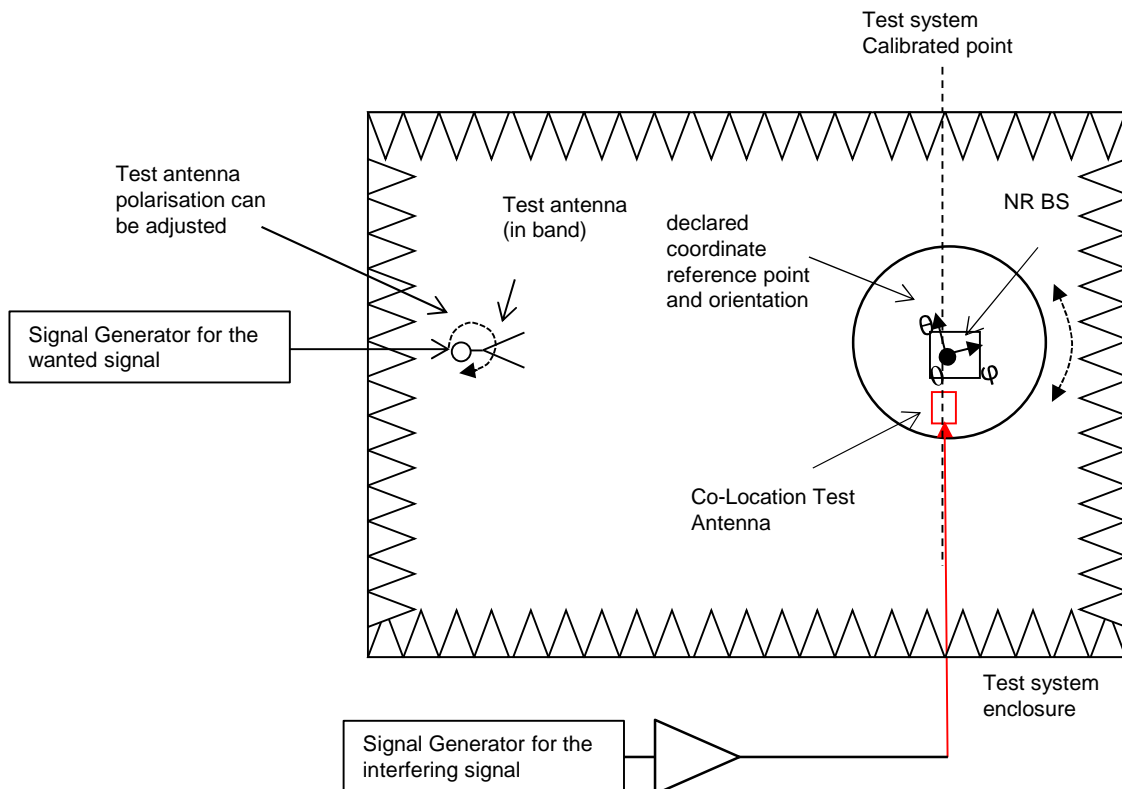 Test system
Calibrated point
Test antenna
polarisation can
be adjusted
Test antenna
(in band)
declared
coordinate
reference point
and orientation
NR BS
Signal Generator for the
wanted signal
θ
0
φ
Co-Location Test
Antenna
Test system
enclosure
Signal Generator for the
interfering signal